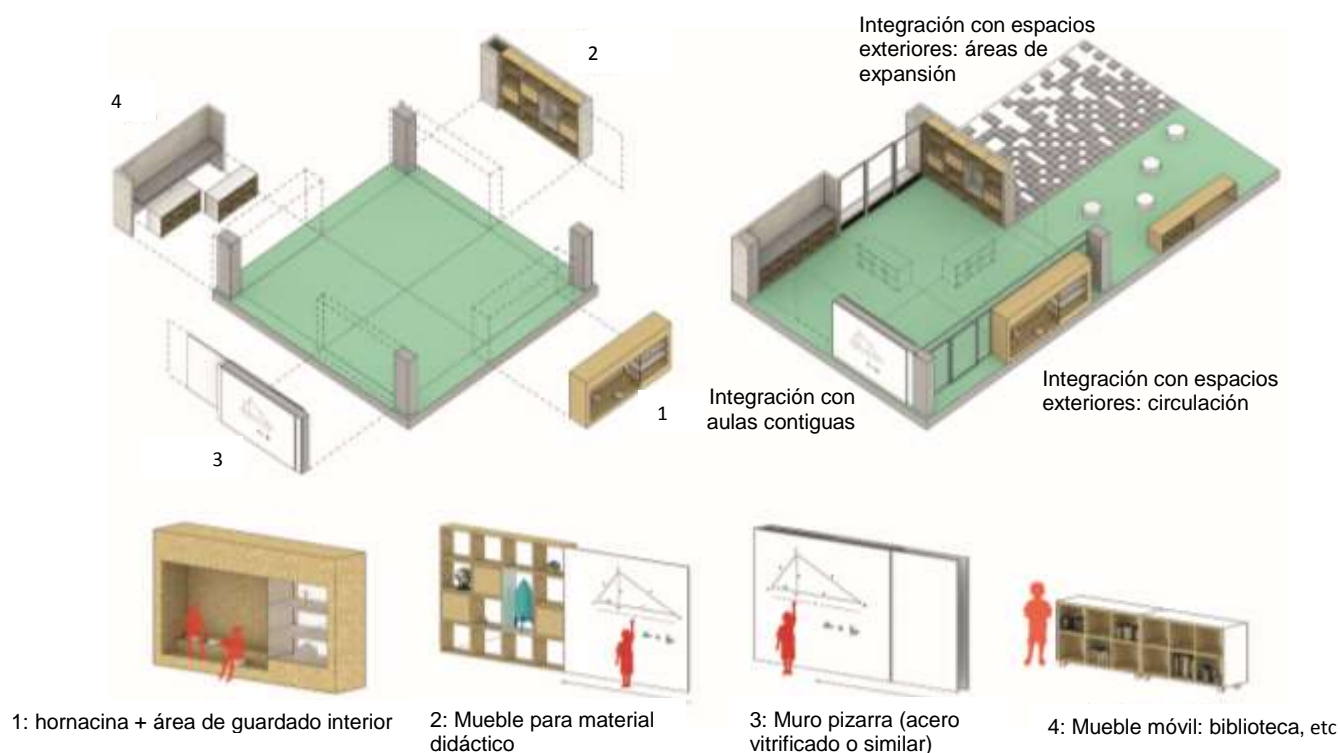 Integración con espacios
exteriores: áreas de
expansión
2
4
1
3
Integración con
aulas contiguas
Integración con espacios
exteriores: circulación
1: hornacina + área de guardado interior
2: Mueble para material
didáctico
3: Muro pizarra (acero
vitrificado o similar)
4: Mueble móvil: biblioteca, etc